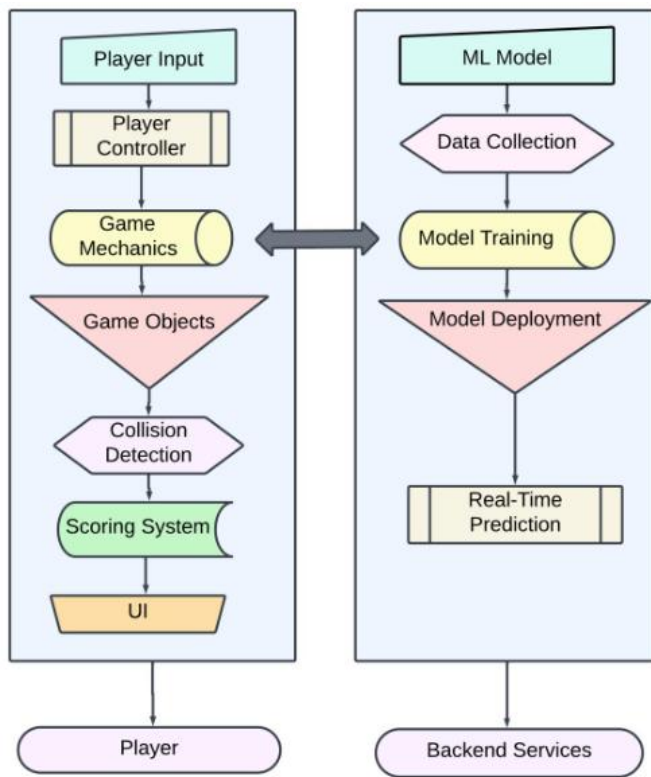 Player Input
Player
Controller
Game
Mechanics
Game Objects
Collision
Detection
Scoring System
UI
Player
ML Model
Data Collection
Model Training
Model Deployment
Real-Time
Prediction
Backend Services